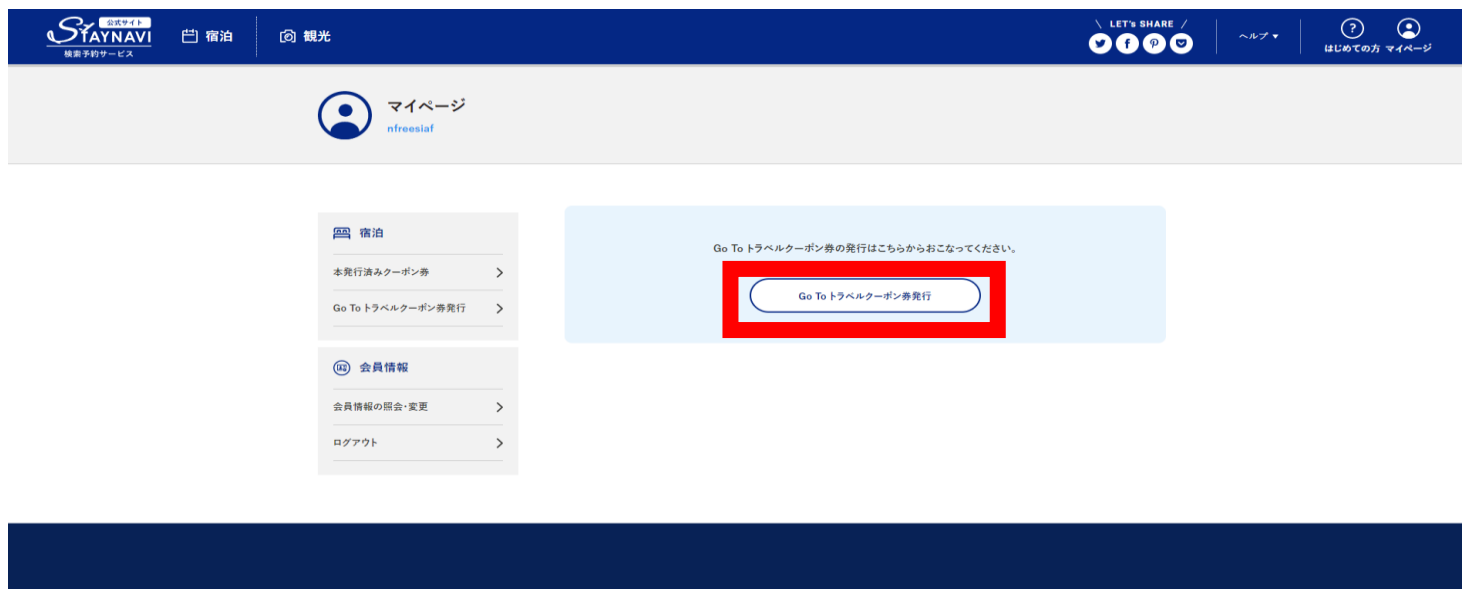 公式サイト
STAYNAVI
検索予約サービス
宿泊
観光
\ LET's SHARE /
ヘルプ ▼
はじめての方
マイページ
マイページ
nfreesiaf
宿泊
本発行済みクーポン券
Go To トラベルクーポン券発行
会員情報
会員情報の照会・変更
ログアウト
Go To トラベルクーポン券の発行はこちらからおこなってください。
Go To トラベルクーポン券発行